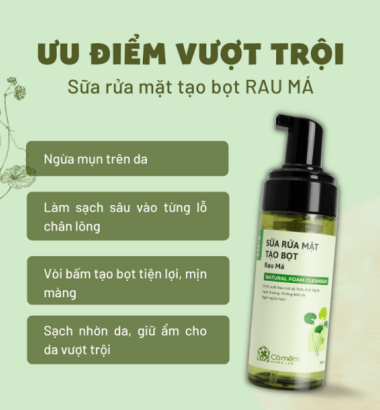 ƯU ĐIỂM VƯỢT TRỘI
Sữa rửa mặt tạo bọt RAU MÁ
Ngừa mụn trên da
Làm sạch sâu vào từng lỗ
chân lông
Vòi bấm tạo bọt tiện lợi, mịn
màng
Sạch nhờn da, giữ ẩm cho
da vượt trội
SỮA RỬA MẶT
TẠO BỌT
Rau Má
NATURAL FOAM CLEANSER
Cỏ mềm
HOME LAB